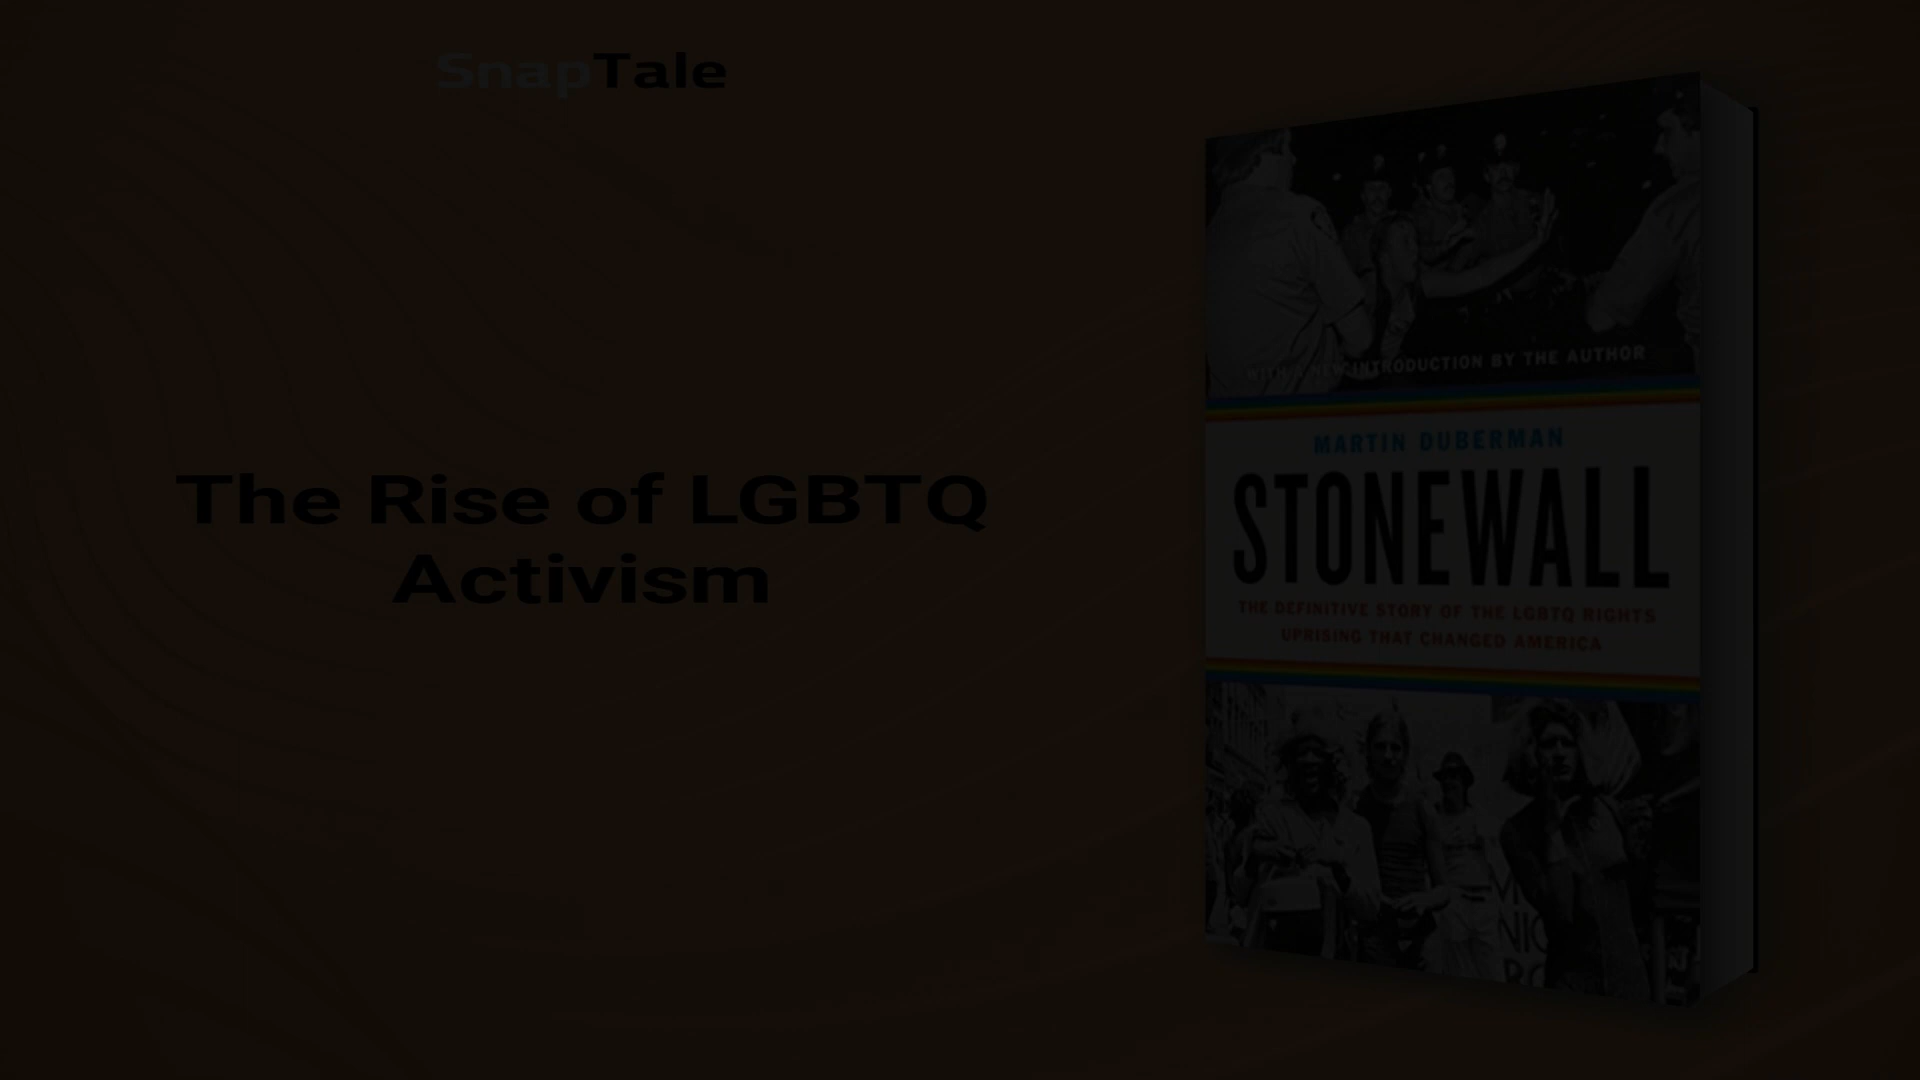 SnapTale
The Rise of LGBTQ
Activism
WITH A NEW INTRODUCTION BY THE AUTHOR
MARTIN DUBERMAN
STONEWALL
THE DEFINITIVE STORY OF THE LGBTQ RIGHTS
UPRISING THAT CHANGED AMERICA